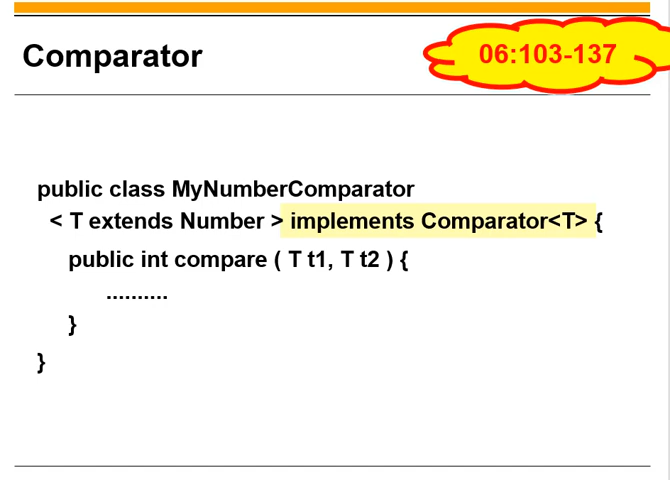 Comparator
06:103-137
public class MyNumberComparator
< T extends Number > implements Comparator<T> {
public int compare ( T t1, T t2 ) {
..........
}
}